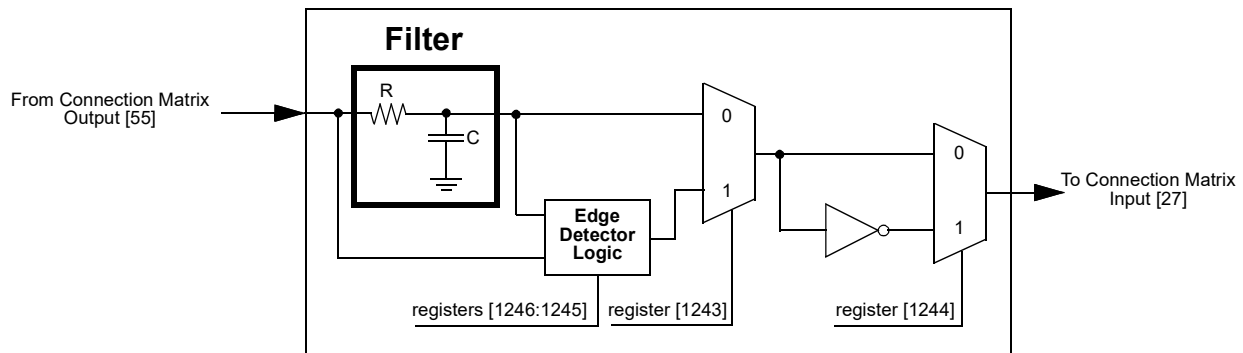 Filter
From Connection Matrix
Output [55]
R
C
0
1
Edge
Detector
Logic
0
1
To Connection Matrix
Input [27]
registers [1246:1245]
register [1243]
register [1244]